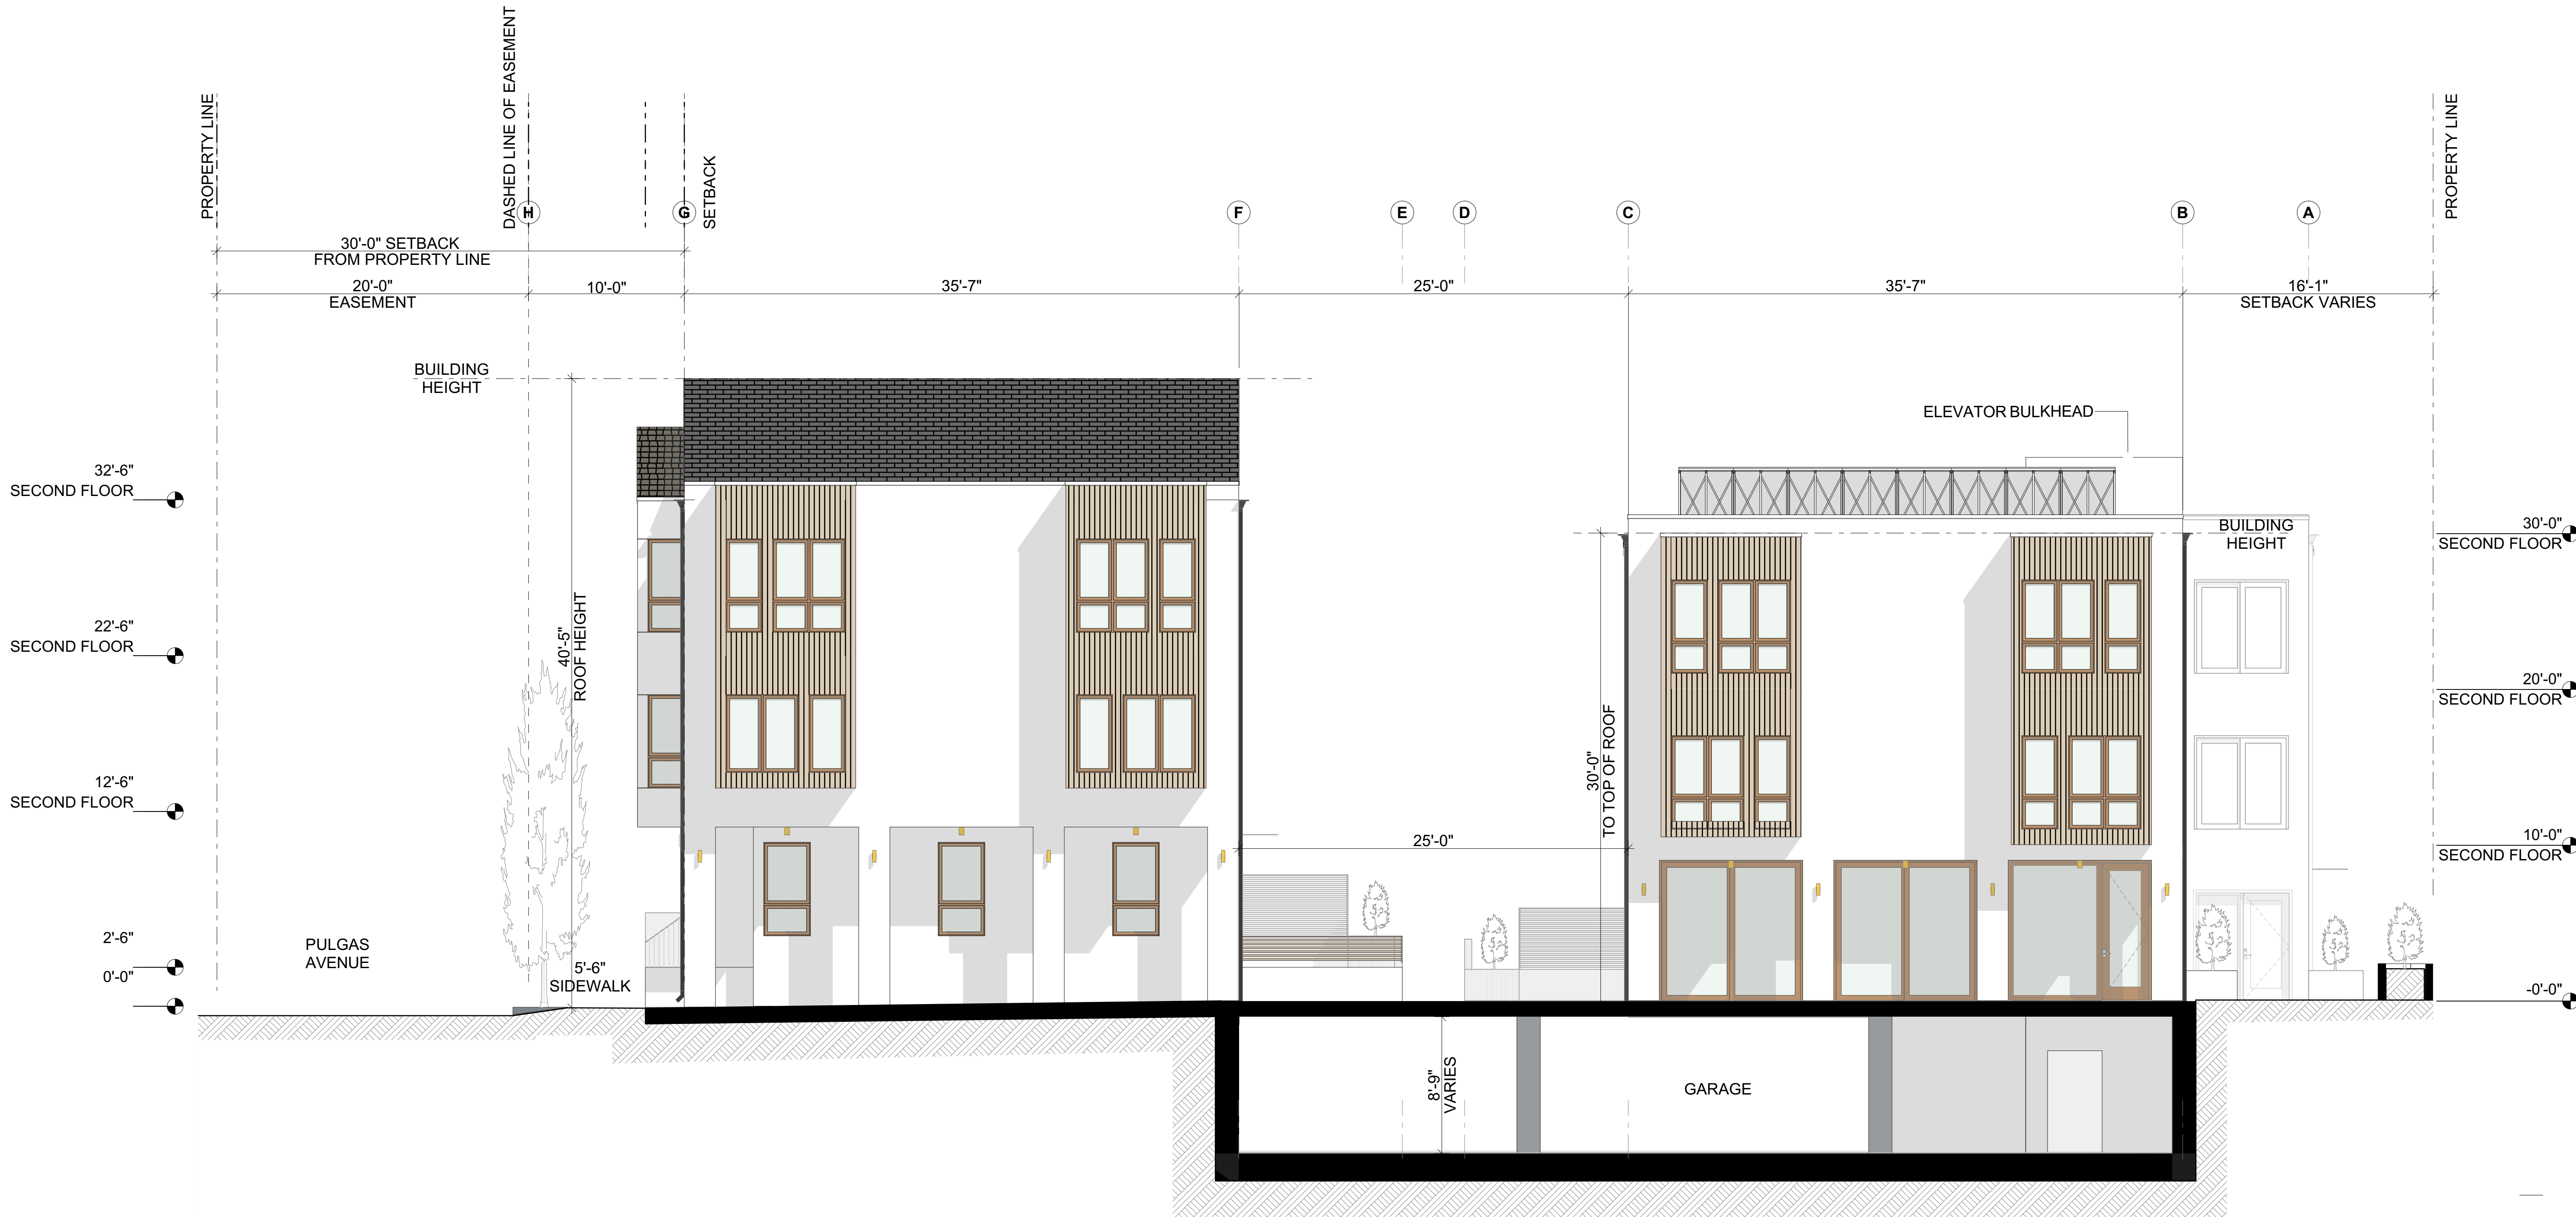 PROPERTY LINE
DASHED LINE OF EASEMENT
SETBACK
PROPERTY LINE
H
G
F
E
D
C
B
A
30'-0" SETBACK
FROM PROPERTY LINE
20'-0"
EASEMENT
10'-0"
35'-7"
25'-0"
35'-7"
16'-1"
SETBACK VARIES
BUILDING
HEIGHT
ELEVATOR BULKHEAD
32'-6"
SECOND FLOOR
22'-6"
SECOND FLOOR
12'-6"
SECOND FLOOR
2'-6"
0'-0"
40'-5"
ROOF HEIGHT
PULGAS
AVENUE
5'-6"
SIDEWALK
25'-0"
30'-0"
TO TOP OF ROOF
BUILDING
HEIGHT
30'-0"
SECOND FLOOR
20'-0"
SECOND FLOOR
10'-0"
SECOND FLOOR
-0'-0"
8'-9"
VARIES
GARAGE